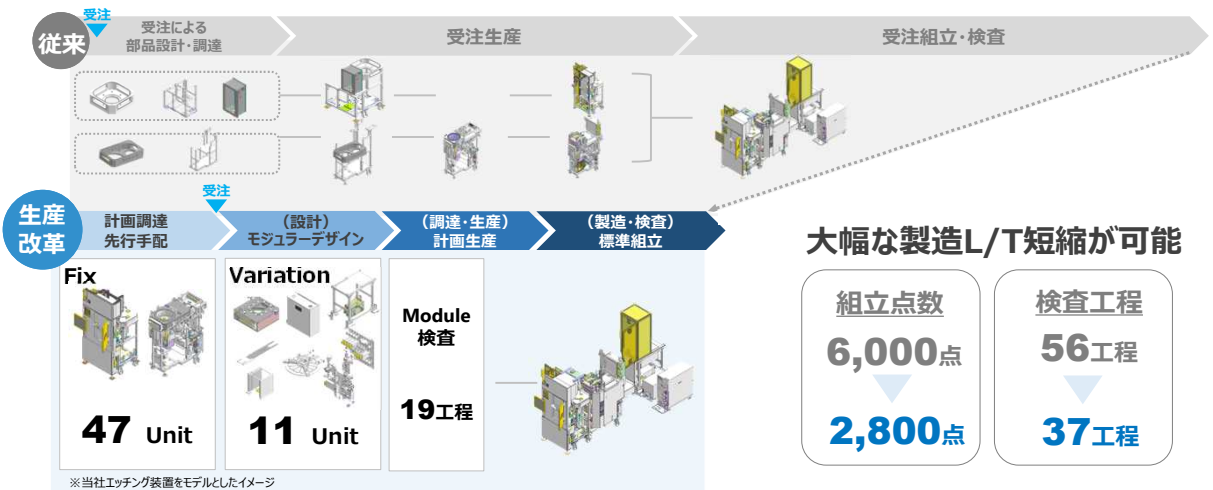 受注
従来
受注による
部品設計・調達
受注生産
受注組立・検査
受注
生産
改革
計画調達
先行手配
(設計)
モジュラーデザイン
(調達・生産)
計画生産
(製造・検査)
標準組立
Fix
47 Unit
Variation
11 Unit
Module
検査
19工程
※当社エッチング装置をモデルとしたイメージ
大幅な製造L/T短縮が可能
組立点数
6,000点
2,800点
検査工程
56工程
37工程